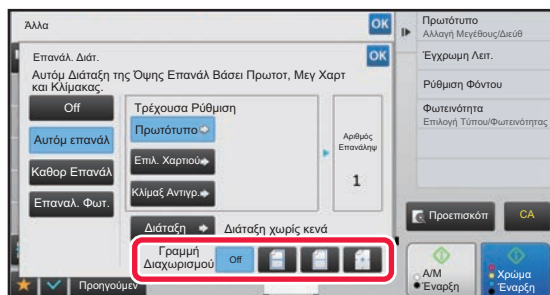 Άλλα
OK
Επανάλ. Διάτ.
OK
Αυτόμ Διάταξη της Όψης Επανάλ Βάσει Πρωτοτ, Μεγ Χαρτ
και Κλίμακας.
Off
Αυτόμ επανάλ
Καθορ Επανάλ
Επαναλ. Φωτ.
Τρέχουσα Ρύθμιση
Πρωτότυπο
Επιλ. Χαρτιού
Κλίμαξ Αντιγρ.
Αριθμός
Επανάληψ
1
Διάταξη
Διάταξη χωρίς κενά
Γραμμή
Διαχωρισμού
Off
Προηγούμεν
Πρωτότυπο
Αλλαγή Μεγέθους/Διεύθ
Έγχρωμη Λειτ.
Ρύθμιση Φόντου
Φωτεινότητα
Επιλογή Τύπου/Φωτεινότητας
Προεπισκόπ
CA
Α/Μ
Έναρξη
Χρώμα
Έναρξη